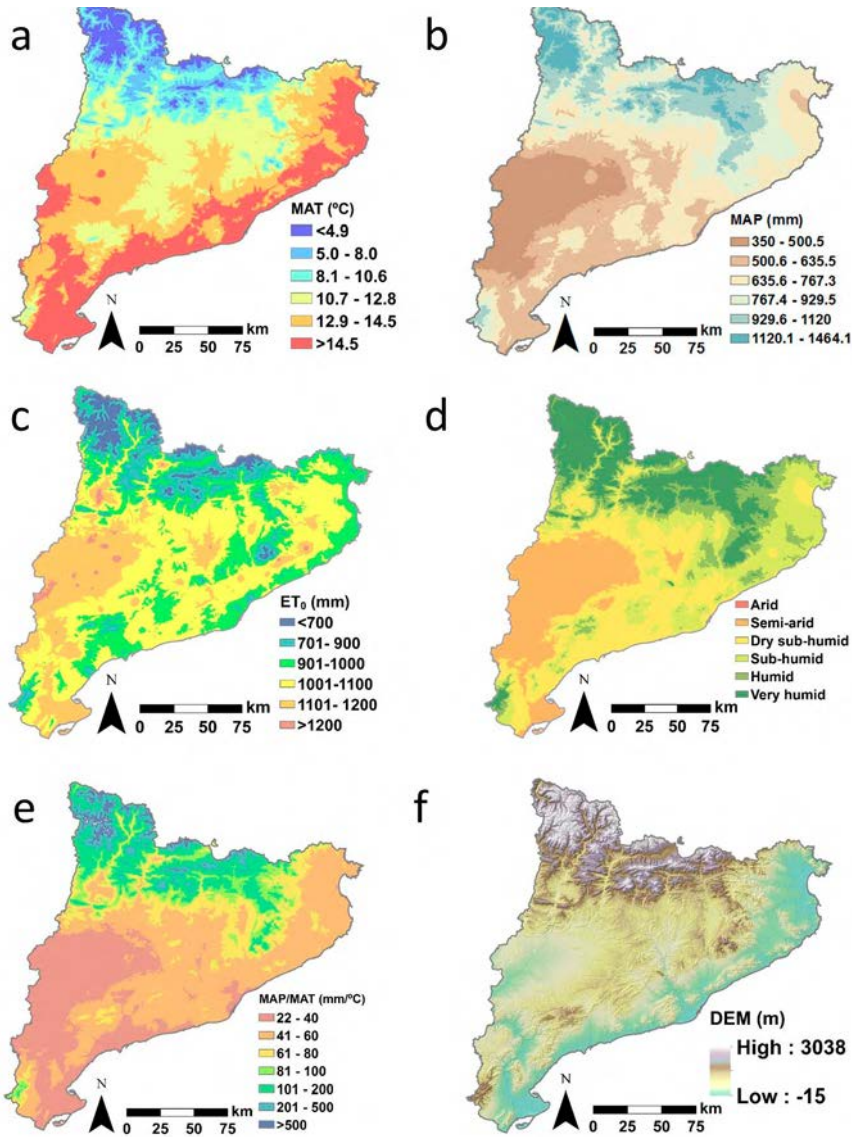 a
MAT (ºC)
<4.9
5.0 - 8.0
8.1 - 10.6
10.7 - 12.8
12.9 - 14.5
>14.5
N
km
0 25 50 75
b
MAP (mm)
350 - 500.5
500.6 - 635.5
635.6 - 767.3
767.4 - 929.5
929.6 - 1120
1120.1 - 1464.1
N
km
0 25 50 75
c
ET₀ (mm)
<700
701- 900
901-1000
1001-1100
1101- 1200
>1200
N
km
0 25 50 75
d
Arid
Semi-arid
Dry sub-humid
Sub-humid
Humid
Very humid
N
km
0 25 50 75
e
MAP/MAT (mm/ºC)
22 - 40
41 - 60
61 - 80
81 - 100
101 - 200
201 - 500
>500
N
km
0 25 50 75
f
DEM (m)
High : 3038
Low : -15
N
km
0 25 50 75